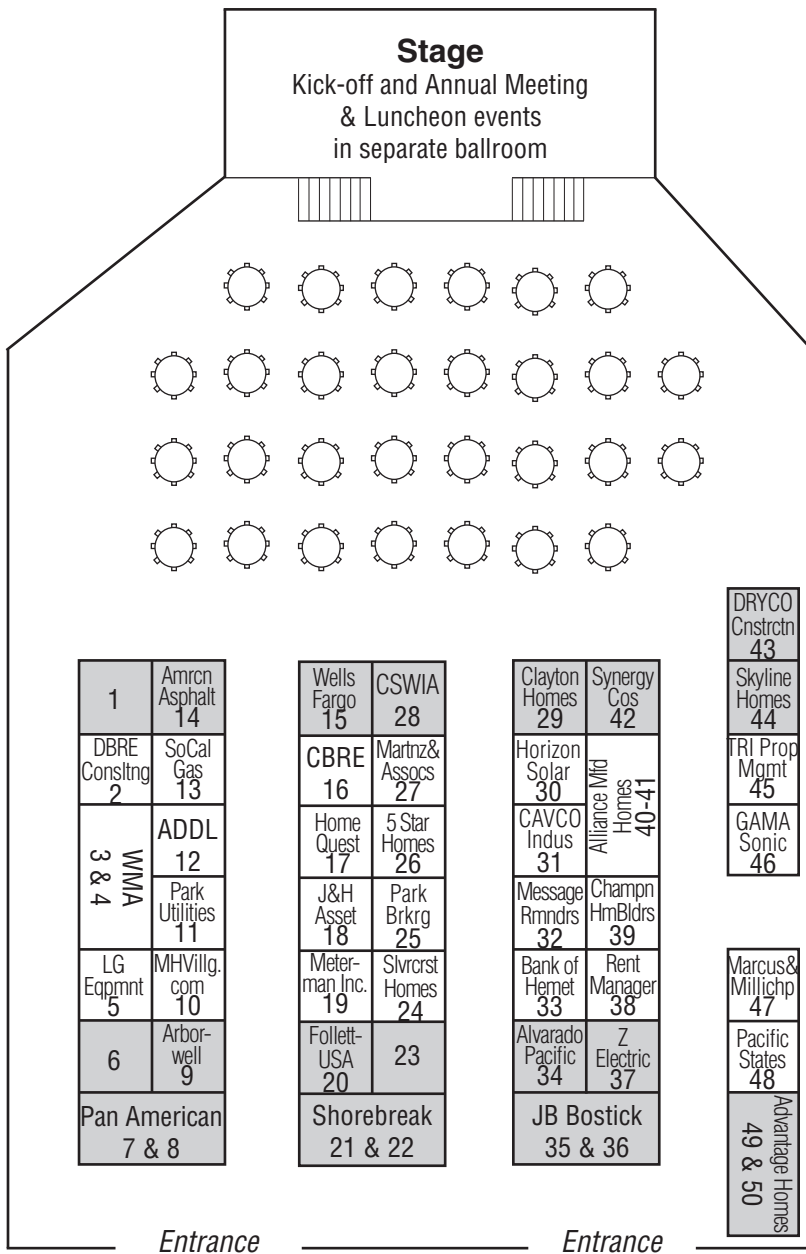 Stage
Kick-off and Annual Meeting
& Luncheon events
in separate ballroom
DRYCO
Cnstrctn
43
Skyline
Homes
44
TRI Prop
Mgmt
45
GAMA
Sonic
46
1
Amrcn
Asphalt
14
DBRE
Consltng
2
SoCal
Gas
13
WMA
3 & 4
ADDL
12
Park
Utilities
11
LG
Eqpmnt
5
MHVillg.
com
10
6
Arbor-
well
9
Pan American
7 & 8
Wells
Fargo
15
CSWIA
28
CBRE
16
Martnz&
Assocs
27
Home
Quest
17
5 Star
Homes
26
J&H
Asset
18
Park
Brkrg
25
Meter-
man Inc.
19
Slvrcrst
Homes
24
Follett-
USA
20
23
Shorebreak
21 & 22
Clayton
Homes
29
Synergy
Cos
42
Horizon
Solar
30
Alliance Mfd
Homes
40-41
CAVCO
Indus
31
Message
Rmndrs
32
Champn
HmBldrs
39
Bank of
Hemet
33
Rent
Manager
38
Alvarado
Pacific
34
Z
Electric
37
JB Bostick
35 & 36
Marcus&
Millichp
47
Pacific
States
48
Advantage Homes
49 & 50
Entrance
Entrance